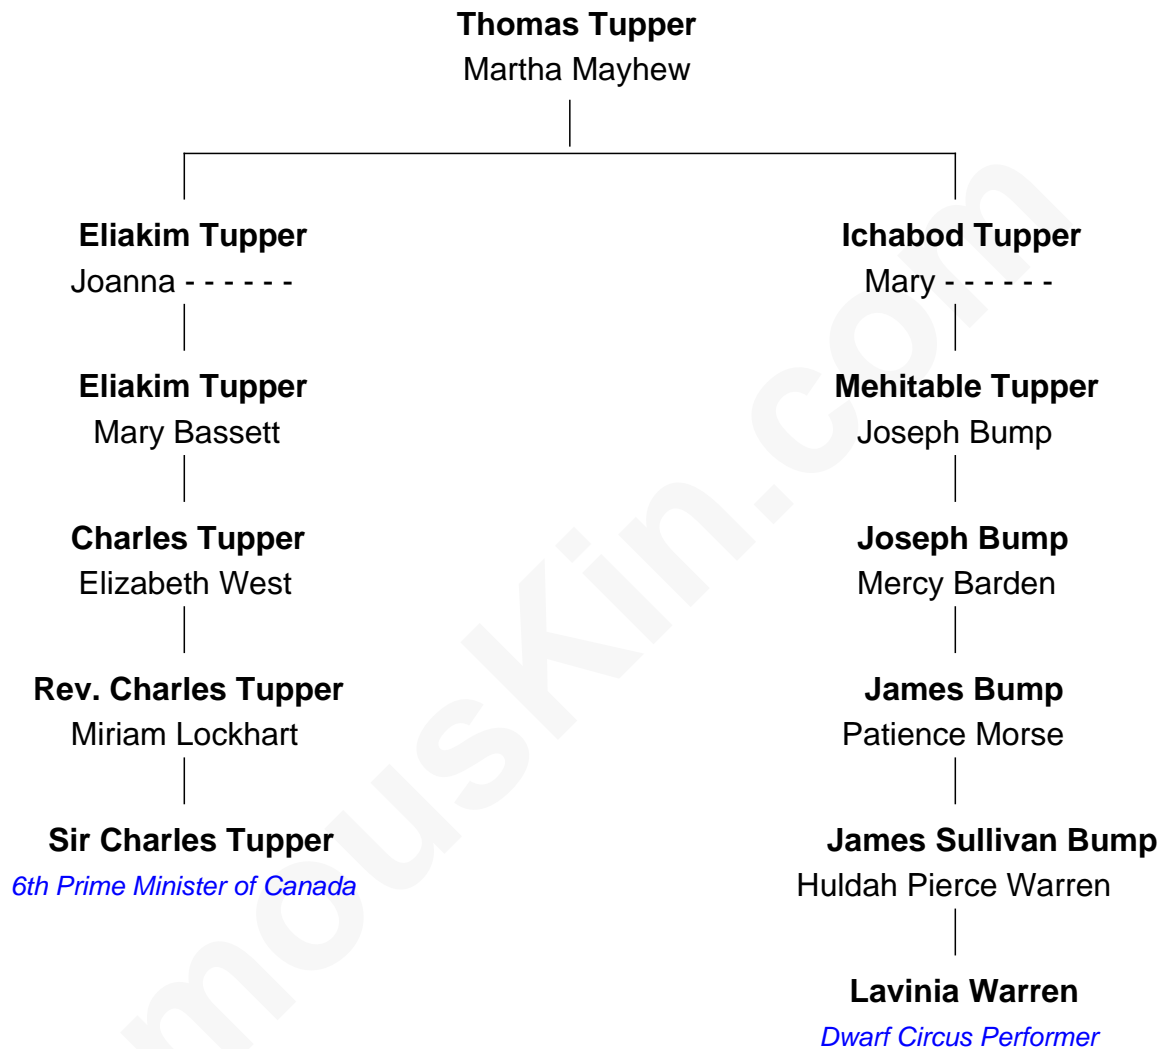 Thomas Tupper
Martha Mayhew
Eliakim Tupper
Joanna - - - - - -
Eliakim Tupper
Mary Bassett
Charles Tupper
Elizabeth West
Rev. Charles Tupper
Miriam Lockhart
Sir Charles Tupper
6th Prime Minister of Canada
Ichabod Tupper
Mary - - - - - -
Mehitable Tupper
Joseph Bump
Joseph Bump
Mercy Barden
James Bump
Patience Morse
James Sullivan Bump
Huldah Pierce Warren
Lavinia Warren
Dwarf Circus Performer
mousKin.com